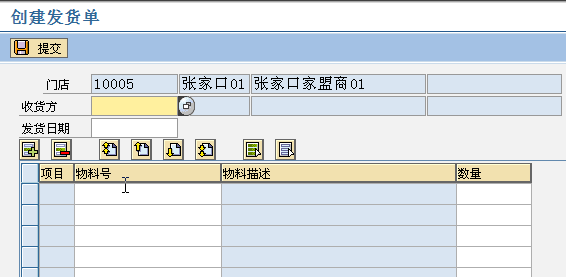 创建发货单
提交
门店 10005 张家口01 张家口家盟商01
收货方
发货日期
项目 物料号 物料描述 数量